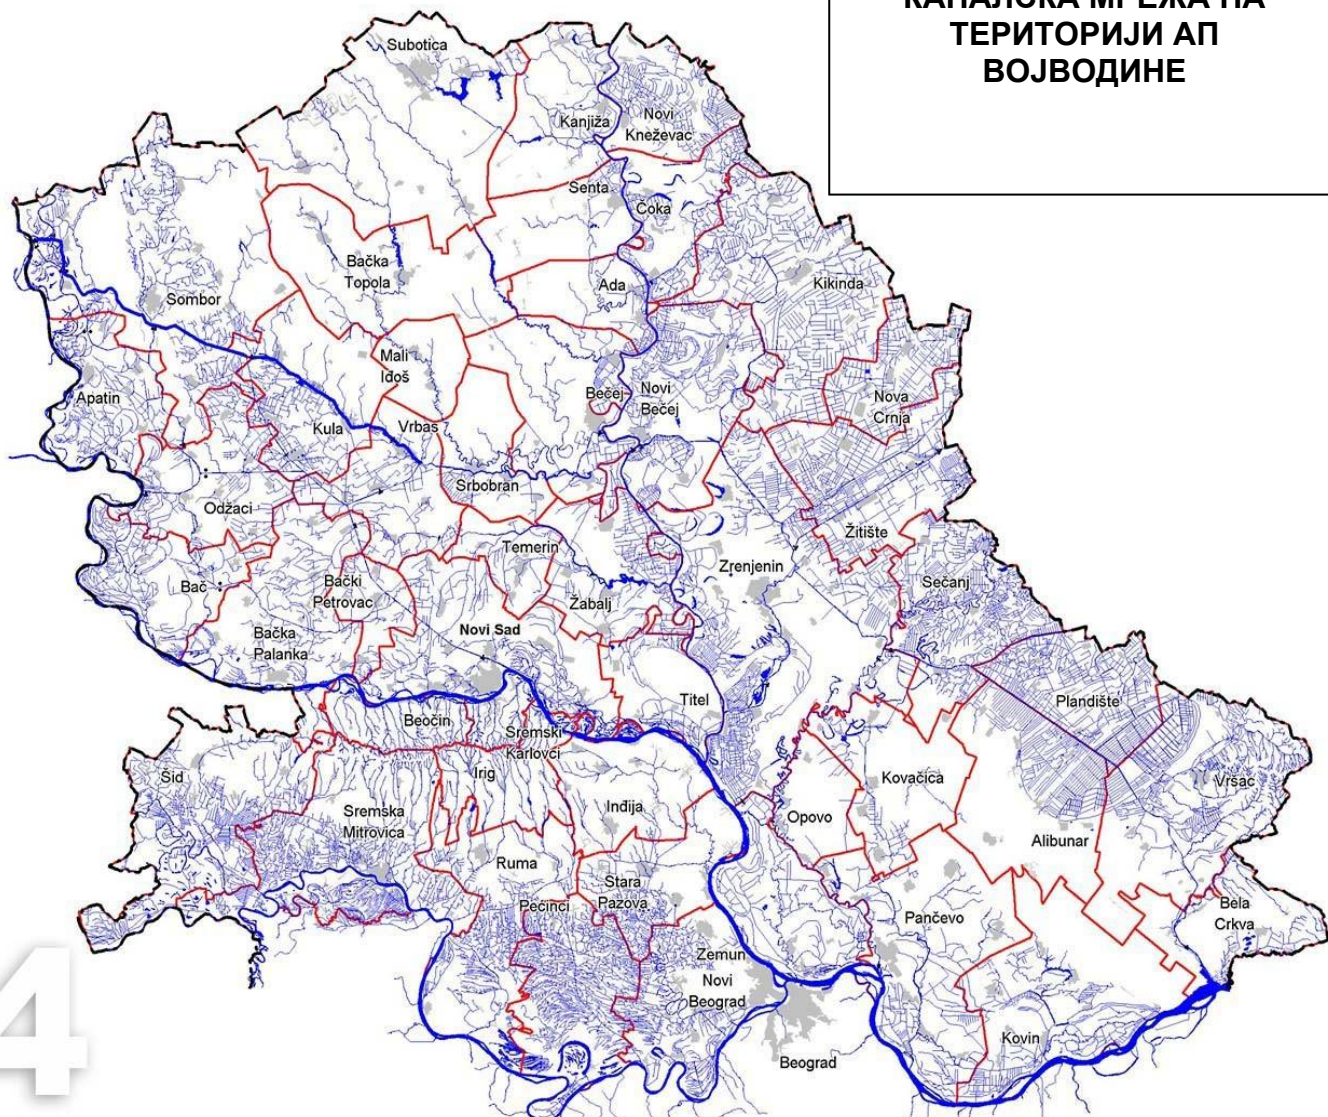 КАНАЛСКА МРЕЖА НА
ТЕРИТОРИЈИ АП
ВОЈВОДИНЕ
Subotica
Kanjiža
Novi
Kneževac
Senta
Čoka
Bačka
Topola
Ada
Kikinda
Sombor
Mali
Iđoš
Apatin
Bečej
Novi
Bečej
Nova
Crnja
Kula
Vrbas
Srbobran
Odžaci
Žitište
Temerin
Zrenjenin
Sečanj
Bač
Bački
Petrovac
Žabalj
Bačka
Palanka
Novi Sad
Titel
Plandište
Beočin
Sremski
Karlovci
Šid
Irig
Kovačica
Vršac
Sremska
Mitrovica
Inđija
Opovo
Alibunar
Ruma
Stara
Pazova
Pećinci
Pančevo
Bela
Crkva
Zemun
Novi
Beograd
Kovin
Beograd
4